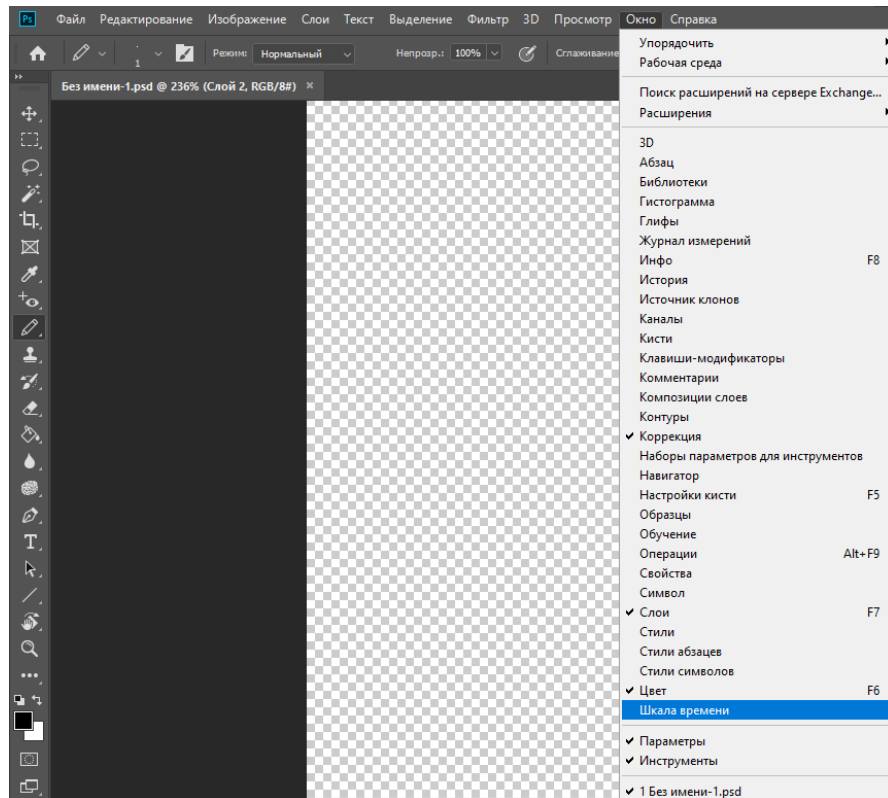 Ps Файл Редактирование Изображение Слои Текст Выделение Фильтр 3D Просмотр Окно Справка
1 Режим: Нормальный Непрозр.: 100% Сглаживание
Без имени-1.psd @ 236% (Слой 2, RGB/8#) ×
Упорядочить
Рабочая среда
Поиск расширений на сервере Exchange...
Расширения
3D
Абзац
Библиотеки
Гистограмма
Глифы
Журнал измерений
Инфо F8
История
Источник клонов
Каналы
Кисти
Клавиши-модификаторы
Комментарии
Композиции слоев
Контуры
Коррекция
Наборы параметров для инструментов
Навигатор
Настройки кисти F5
Образцы
Обучение
Операции Alt+F9
Свойства
Символ
Слои F7
Стили
Стили абзацев
Стили символов
Цвет F6
Шкала времени
Параметры
Инструменты
1 Без имени-1.psd